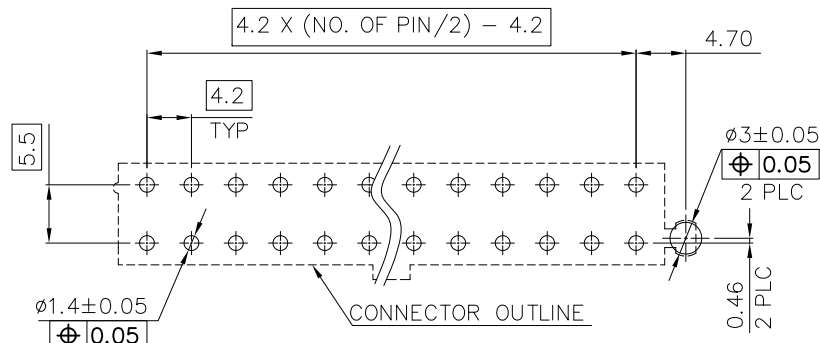 4.2 X (NO. OF PIN/2) – 4.2
4.70
4.2
TYP
5.5
ø3±0.05
⌖ 0.05
2 PLC
ø1.4±0.05
⌖ 0.05
CONNECTOR OUTLINE
0.46
2 PLC